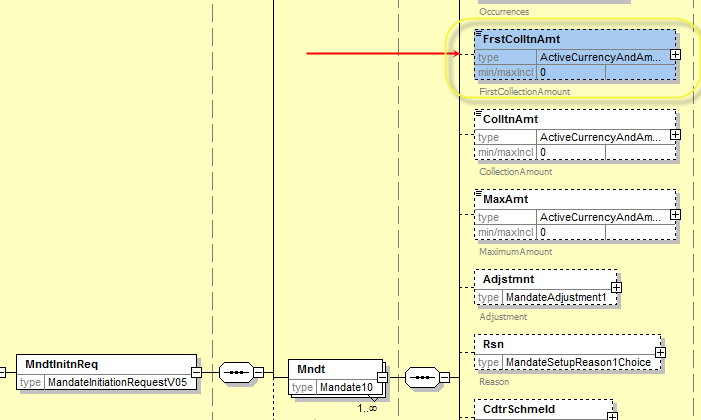 Occurrences
FrstColltnAmt
type ActiveCurrencyAndAm...
min/maxIncl 0
FirstCollectionAmount
ColltnAmt
type ActiveCurrencyAndAm...
min/maxIncl 0
CollectionAmount
MaxAmt
type ActiveCurrencyAndAm...
min/maxIncl 0
MaximumAmount
Adjstmnt
type MandateAdjustment1
Adjustment
Rsn
type MandateSetupReason1Choice
Reason
MndtInitnReq
type MandateInitiationRequestV05
Mndt
type Mandate10
1..∞
CdtrSchmeId